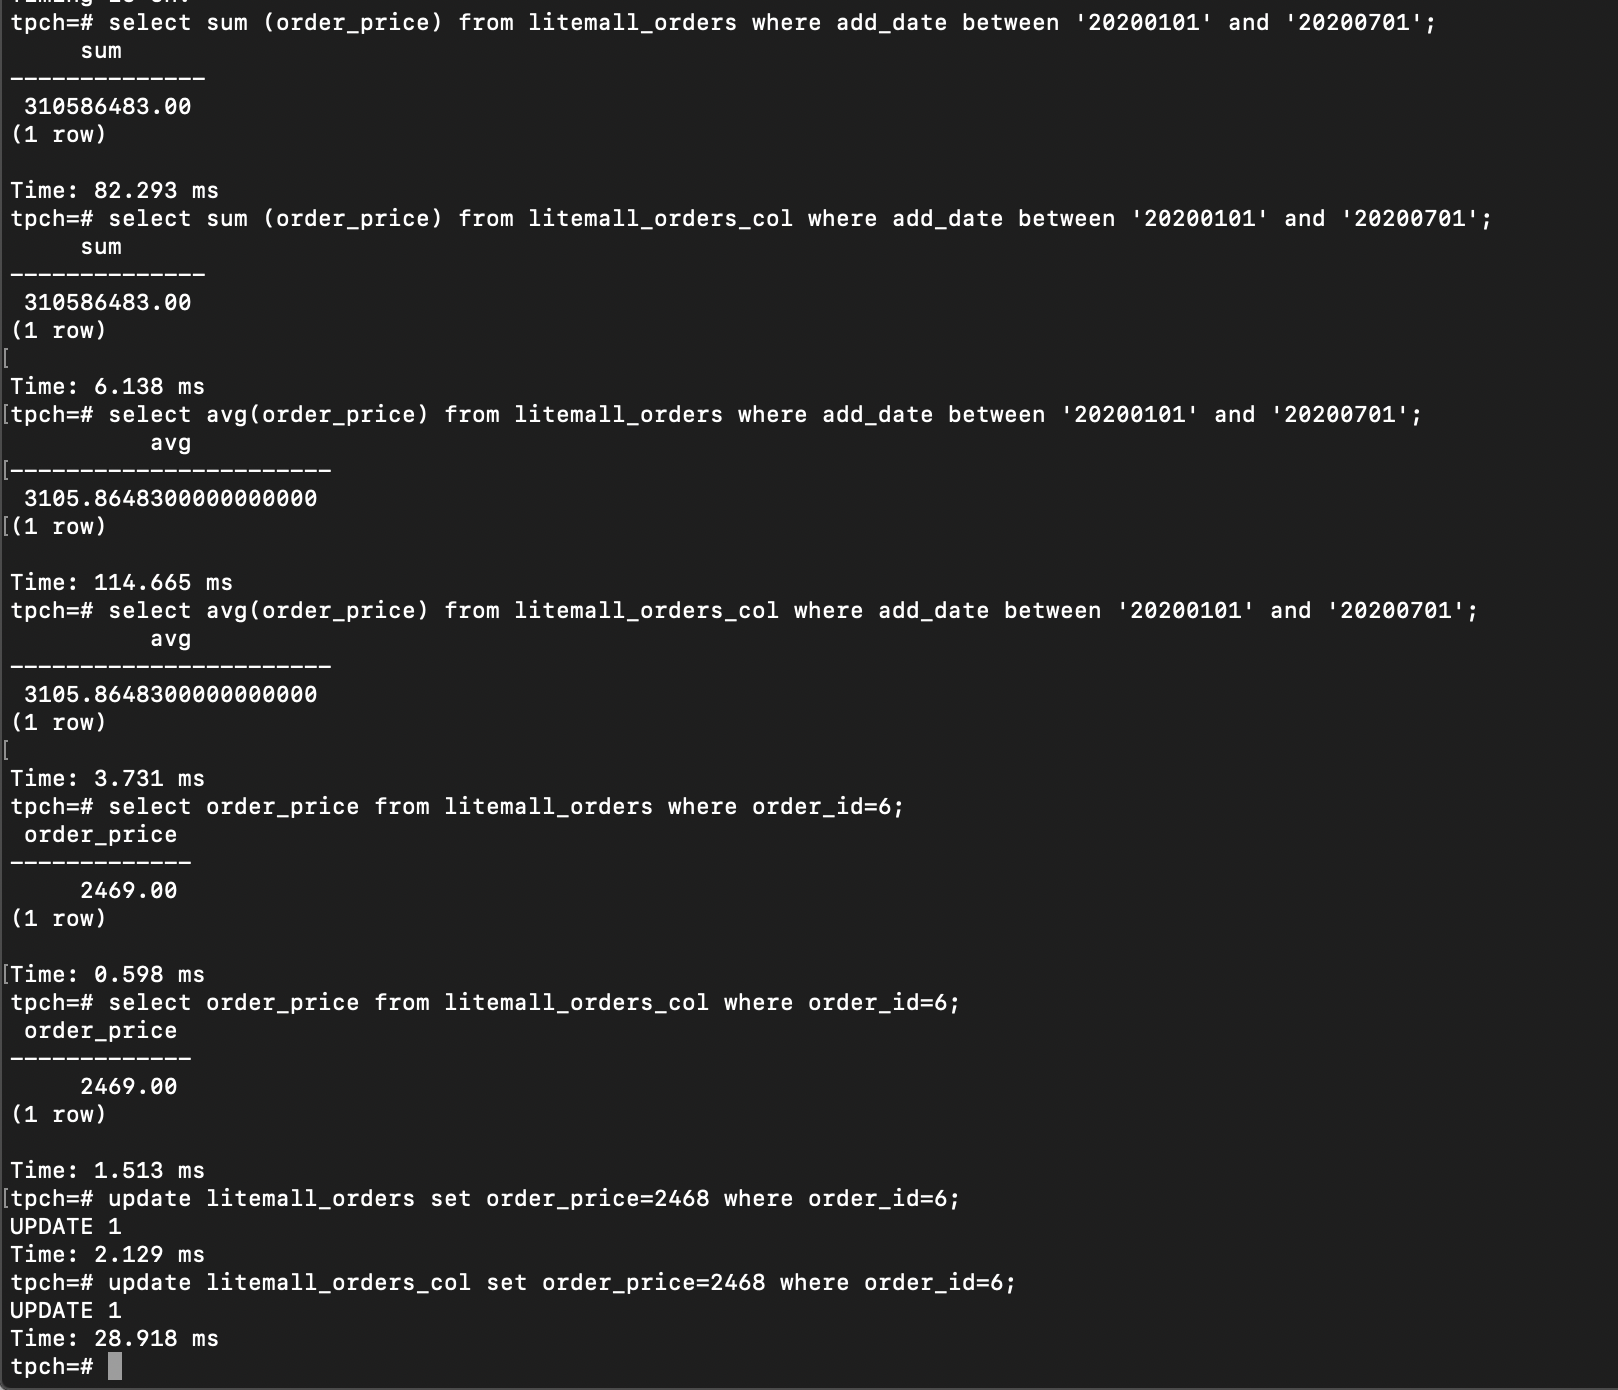 Timing is on.
tpch=# select sum (order_price) from litemall_orders where add_date between '20200101' and '20200701';
     sum
--------------
 310586483.00
(1 row)

Time: 82.293 ms
tpch=# select sum (order_price) from litemall_orders_col where add_date between '20200101' and '20200701';
     sum
--------------
 310586483.00
(1 row)
[
Time: 6.138 ms
[tpch=# select avg(order_price) from litemall_orders where add_date between '20200101' and '20200701';
          avg
[-----------------------
 3105.8648300000000000
[(1 row)

Time: 114.665 ms
tpch=# select avg(order_price) from litemall_orders_col where add_date between '20200101' and '20200701';
          avg
-----------------------
 3105.8648300000000000
(1 row)
[
Time: 3.731 ms
tpch=# select order_price from litemall_orders where order_id=6;
 order_price
-------------
     2469.00
(1 row)

[Time: 0.598 ms
tpch=# select order_price from litemall_orders_col where order_id=6;
 order_price
-------------
     2469.00
(1 row)

Time: 1.513 ms
[tpch=# update litemall_orders set order_price=2468 where order_id=6;
UPDATE 1
Time: 2.129 ms
tpch=# update litemall_orders_col set order_price=2468 where order_id=6;
UPDATE 1
Time: 28.918 ms
tpch=#